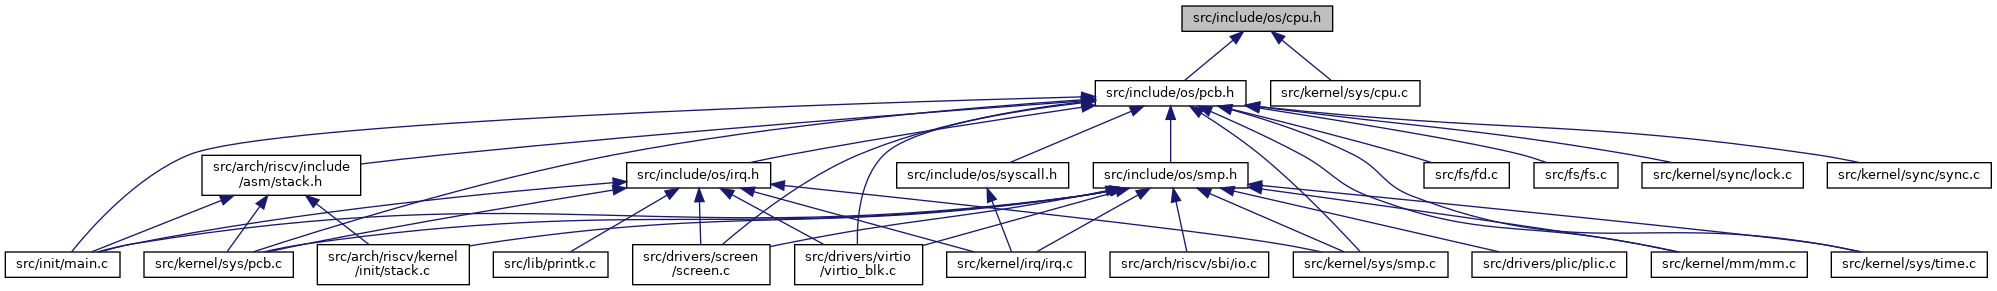 src/include/os/cpu.h
src/include/os/pcb.h
src/kernel/sys/cpu.c
src/arch/riscv/include
/asm/stack.h
src/include/os/irq.h
src/include/os/syscall.h
src/include/os/smp.h
src/fs/fd.c
src/fs/fs.c
src/kernel/sync/lock.c
src/kernel/sync/sync.c
src/init/main.c
src/kernel/sys/pcb.c
src/arch/riscv/kernel
/init/stack.c
src/lib/printk.c
src/drivers/screen
/screen.c
src/drivers/virtio
/virtio_blk.c
src/kernel/irq/irq.c
src/arch/riscv/sbi/io.c
src/kernel/sys/smp.c
src/drivers/plic/plic.c
src/kernel/mm/mm.c
src/kernel/sys/time.c